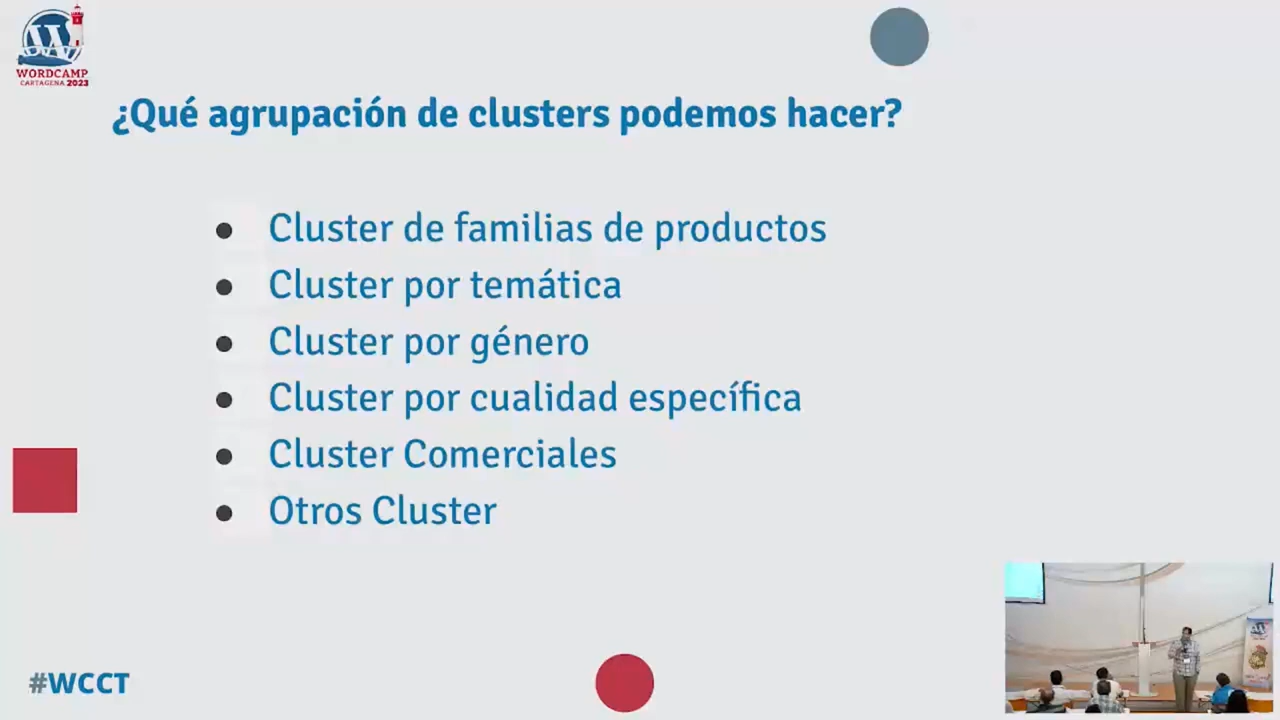 WORDCAMP
CARTAGENA 2023
¿Qué agrupación de clusters podemos hacer?
● Cluster de familias de productos
● Cluster por temática
● Cluster por género
● Cluster por cualidad específica
● Cluster Comerciales
● Otros Cluster
#WCCT